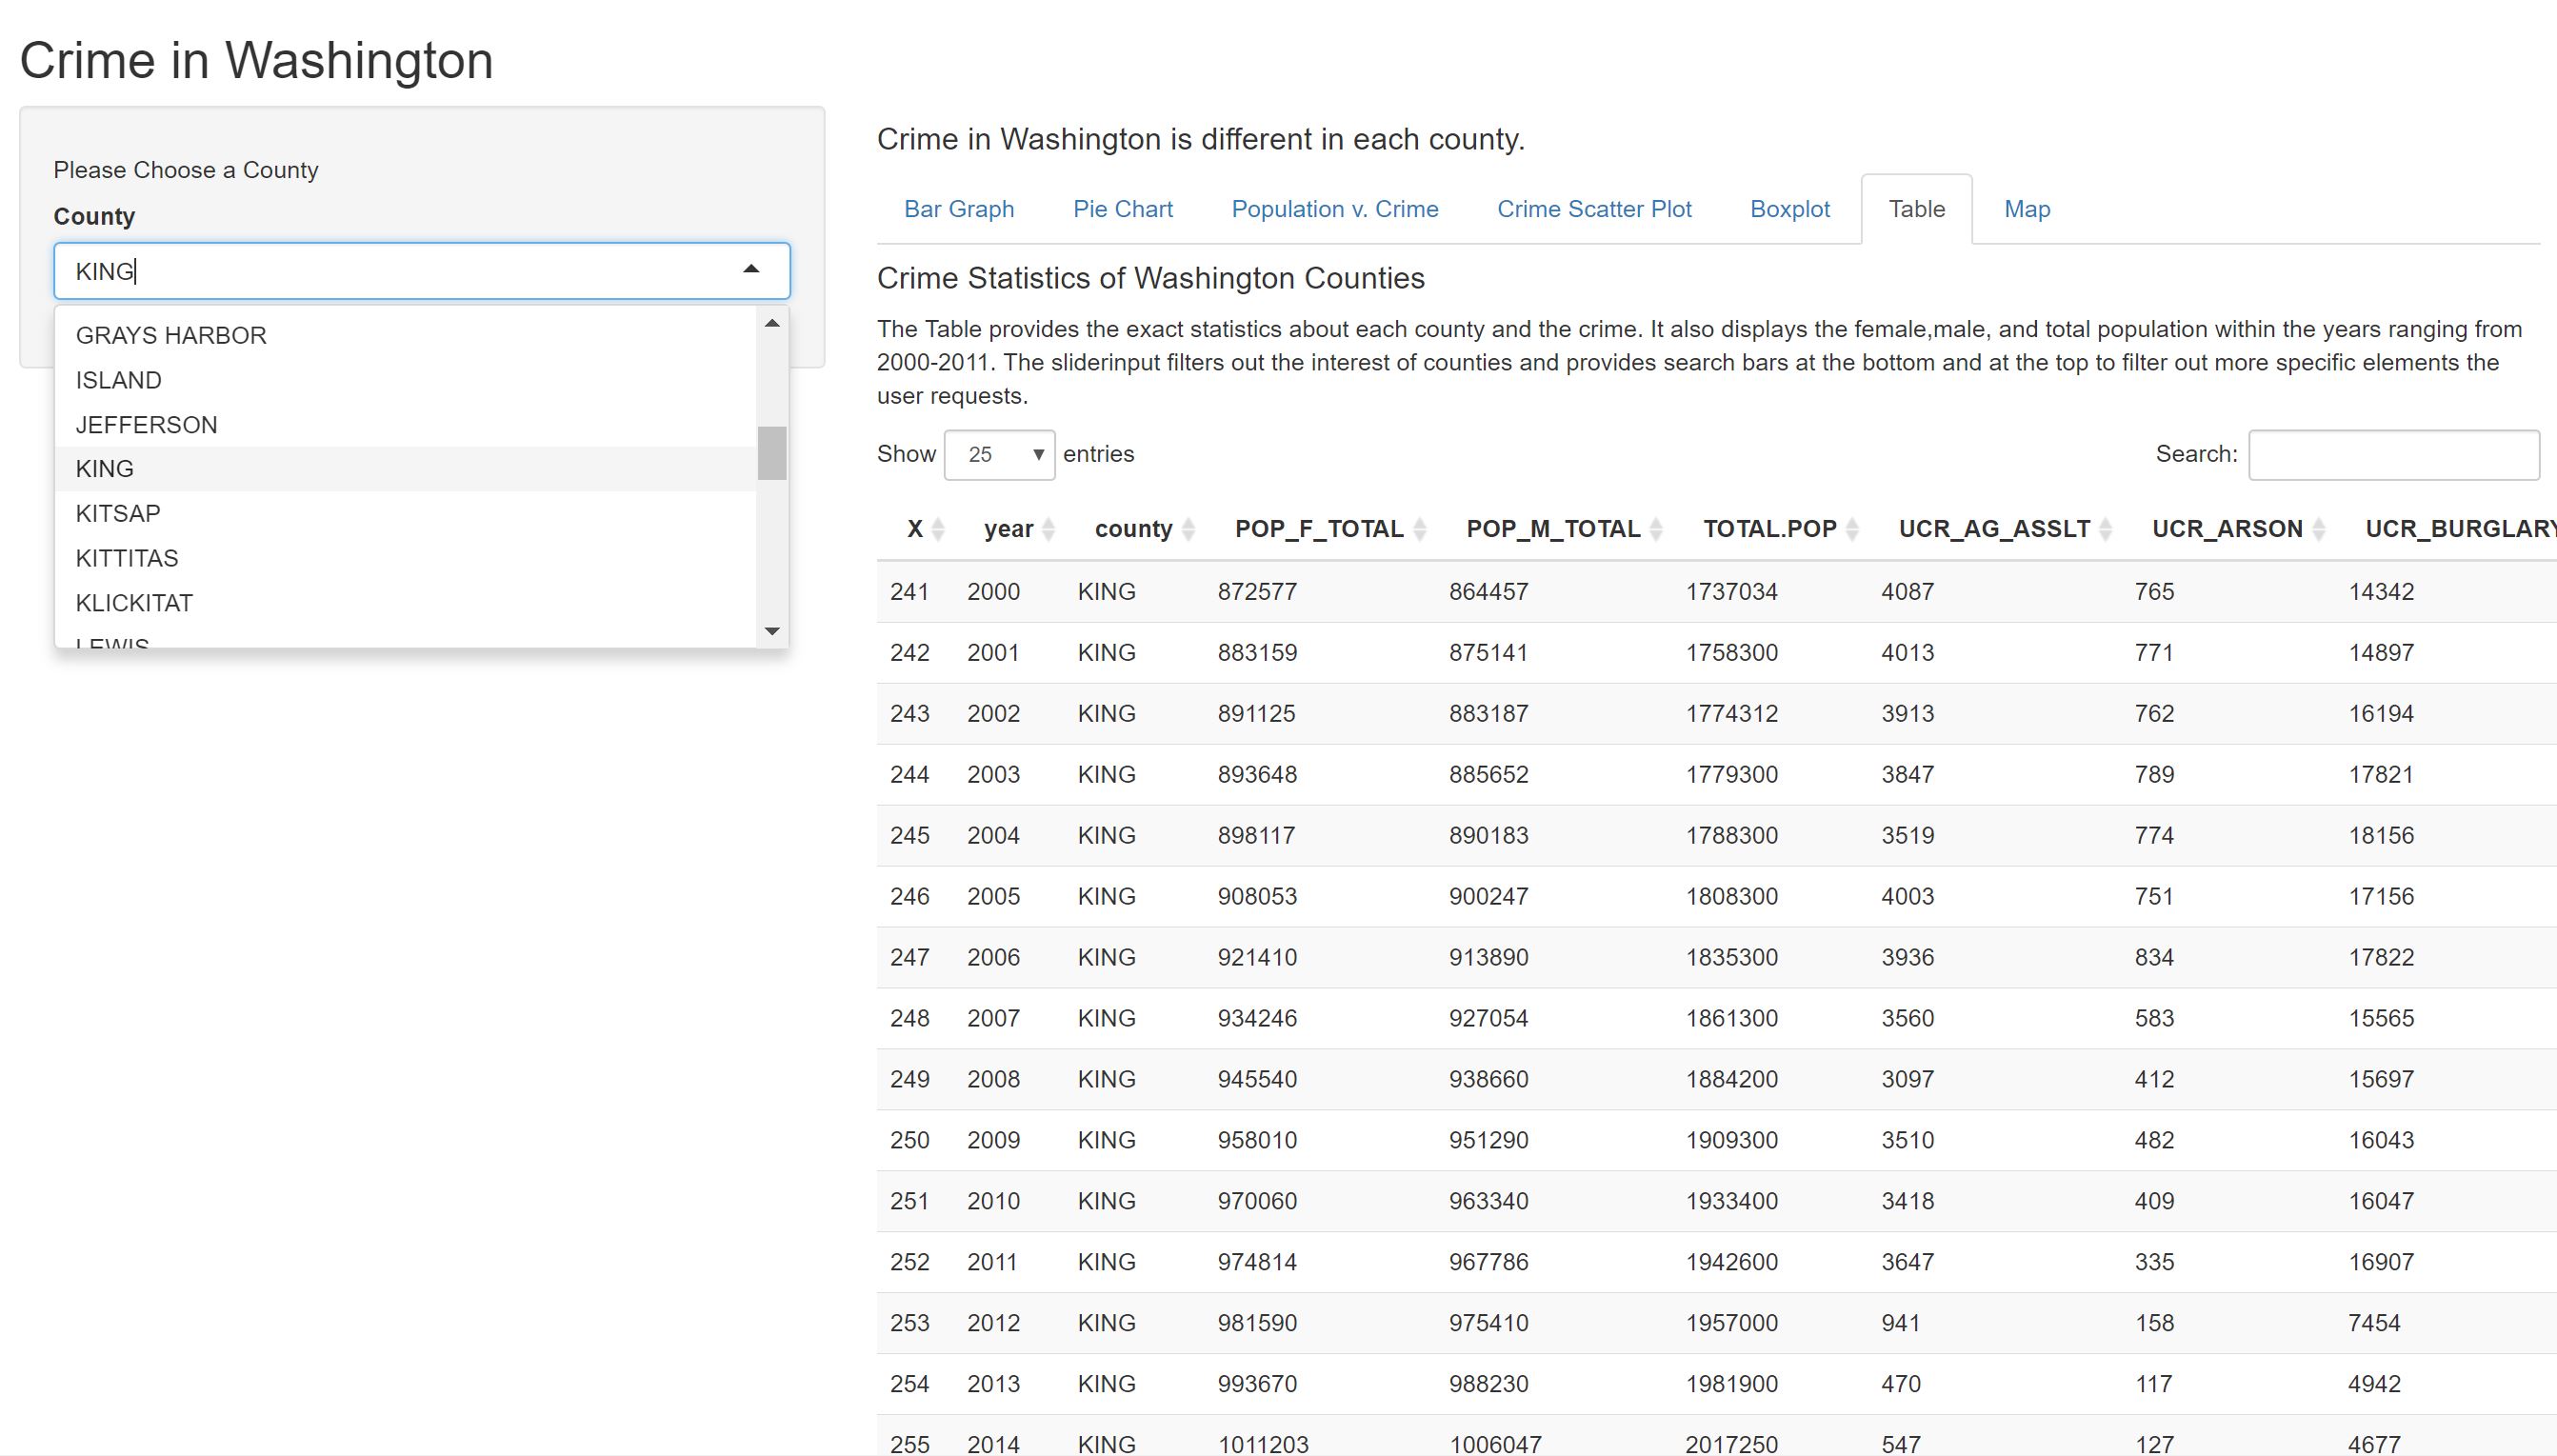 Crime in Washington
Please Choose a County
County
KING
GRAYS HARBOR
ISLAND
JEFFERSON
KING
KITSAP
KITTITAS
KLICKITAT
LEWIS
Crime in Washington is different in each county.
Bar Graph Pie Chart Population v. Crime Crime Scatter Plot Boxplot Table Map
Crime Statistics of Washington Counties
The Table provides the exact statistics about each county and the crime. It also displays the female,male, and total population within the years ranging from
2000-2011. The sliderinput filters out the interest of counties and provides search bars at the bottom and at the top to filter out more specific elements the
user requests.
Show 25 entries Search:
X year county POP_F_TOTAL POP_M_TOTAL TOTAL.POP UCR_AG_ASSLT UCR_ARSON UCR_BURGLARY
241 2000 KING 872577 864457 1737034 4087 765 14342
242 2001 KING 883159 875141 1758300 4013 771 14897
243 2002 KING 891125 883187 1774312 3913 762 16194
244 2003 KING 893648 885652 1779300 3847 789 17821
245 2004 KING 898117 890183 1788300 3519 774 18156
246 2005 KING 908053 900247 1808300 4003 751 17156
247 2006 KING 921410 913890 1835300 3936 834 17822
248 2007 KING 934246 927054 1861300 3560 583 15565
249 2008 KING 945540 938660 1884200 3097 412 15697
250 2009 KING 958010 951290 1909300 3510 482 16043
251 2010 KING 970060 963340 1933400 3418 409 16047
252 2011 KING 974814 967786 1942600 3647 335 16907
253 2012 KING 981590 975410 1957000 941 158 7454
254 2013 KING 993670 988230 1981900 470 117 4942
255 2014 KING 1011203 1006047 2017250 547 127 4677